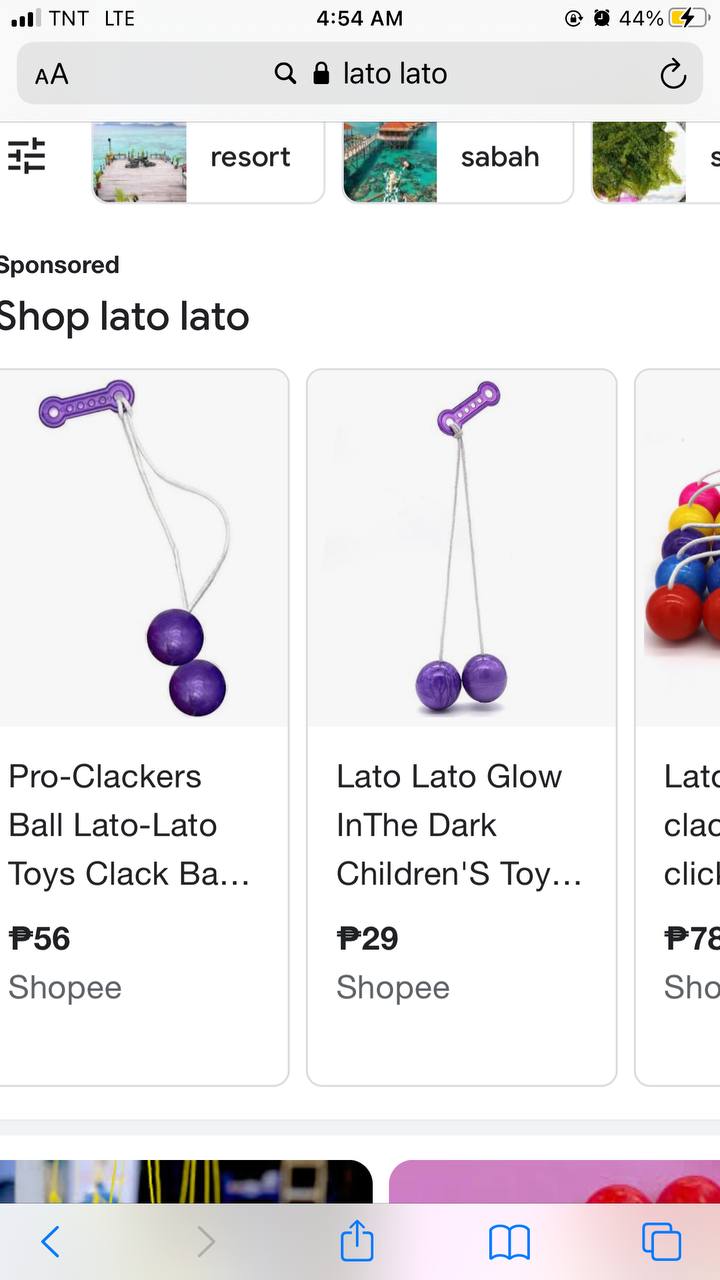 TNT LTE 4:54 AM 44%
AA lato lato
resort sabah s
Sponsored
Shop lato lato
Pro-Clackers
Ball Lato-Lato
Toys Clack Ba...
₱56
Shopee
Lato Lato Glow
InThe Dark
Children'S Toy...
₱29
Shopee
Lato
clac
click
₱78
Sho